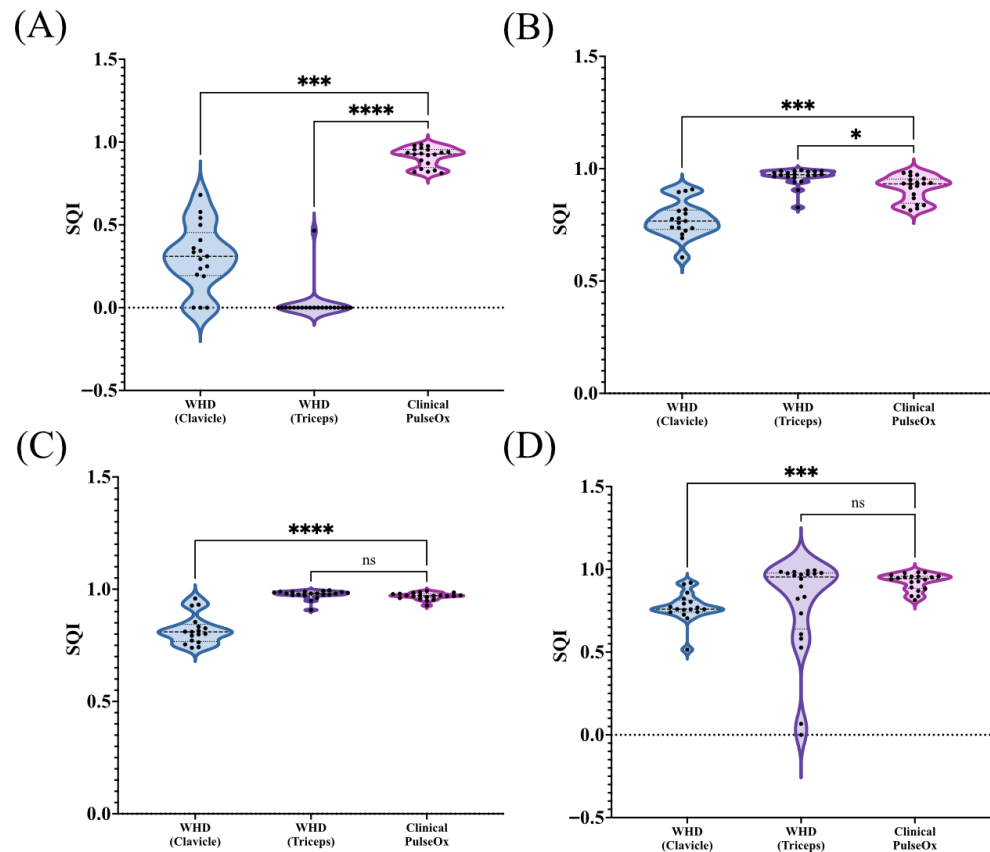 (A)
1.5
1.0
0.5
0.0
−0.5
SQI
***
****
WHD
(Clavicle)
WHD
(Triceps)
Clinical
PulseOx
(B)
1.5
1.0
0.5
0.0
SQI
***
*
WHD
(Clavicle)
WHD
(Triceps)
Clinical
PulseOx
(C)
1.5
1.0
0.5
0.0
SQI
****
ns
WHD
(Clavicle)
WHD
(Triceps)
Clinical
PulseOx
(D)
1.5
1.0
0.5
0.0
−0.5
SQI
***
ns
WHD
(Clavicle)
WHD
(Triceps)
Clinical
PulseOx